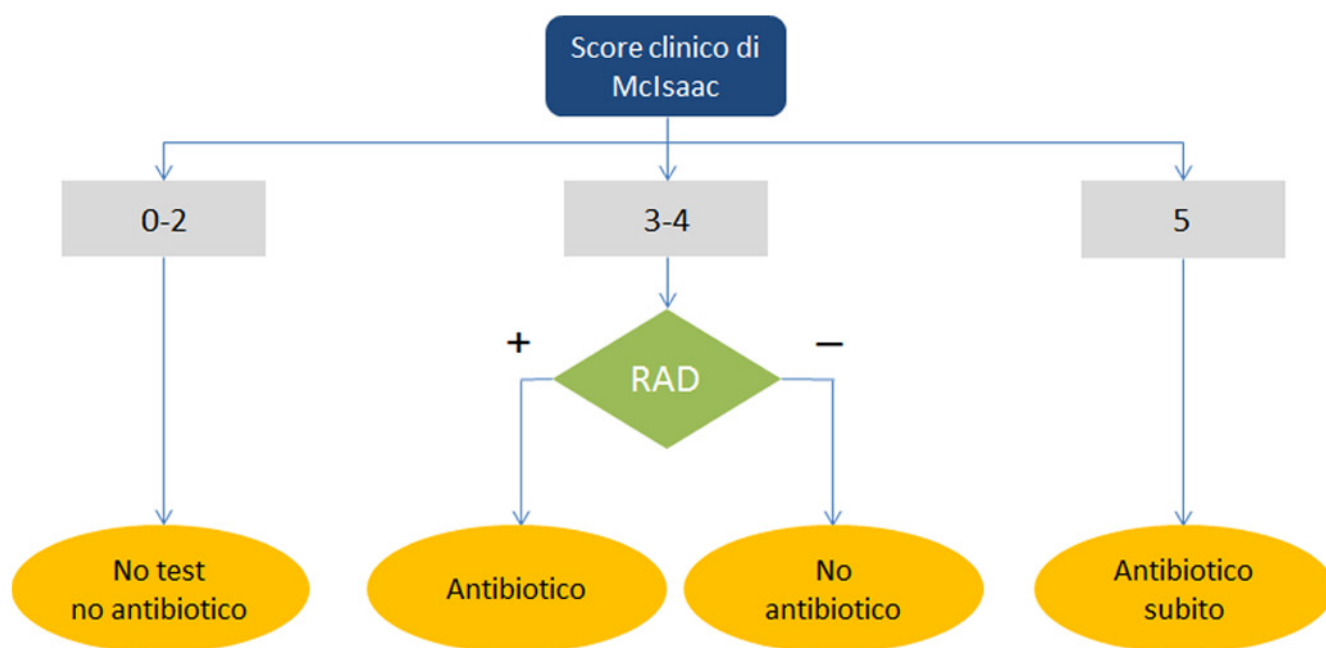 Score clinico di
McIsaac
0-2
3-4
5
+
–
RAD
No test
no antibiotico
Antibiotico
No
antibiotico
Antibiotico
subito